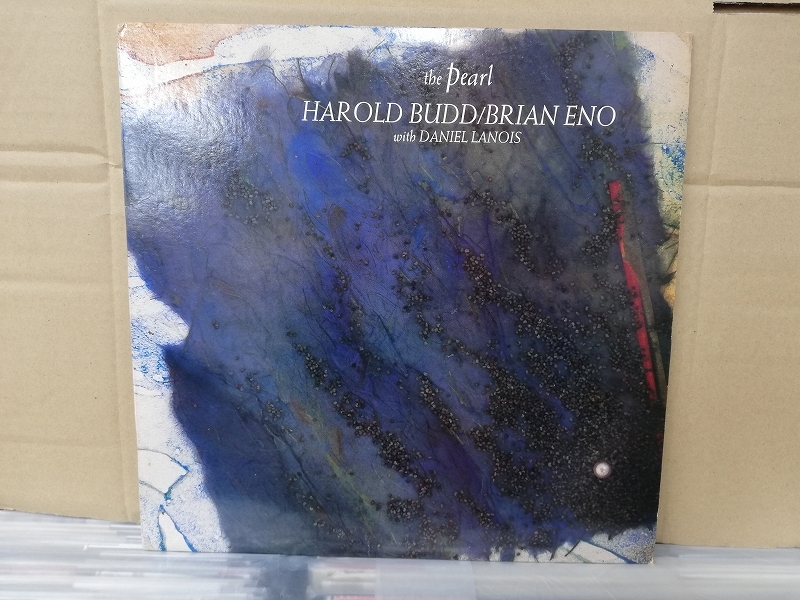 the pearl
HAROLD BUDD/BRIAN ENO
with DANIEL LANOIS